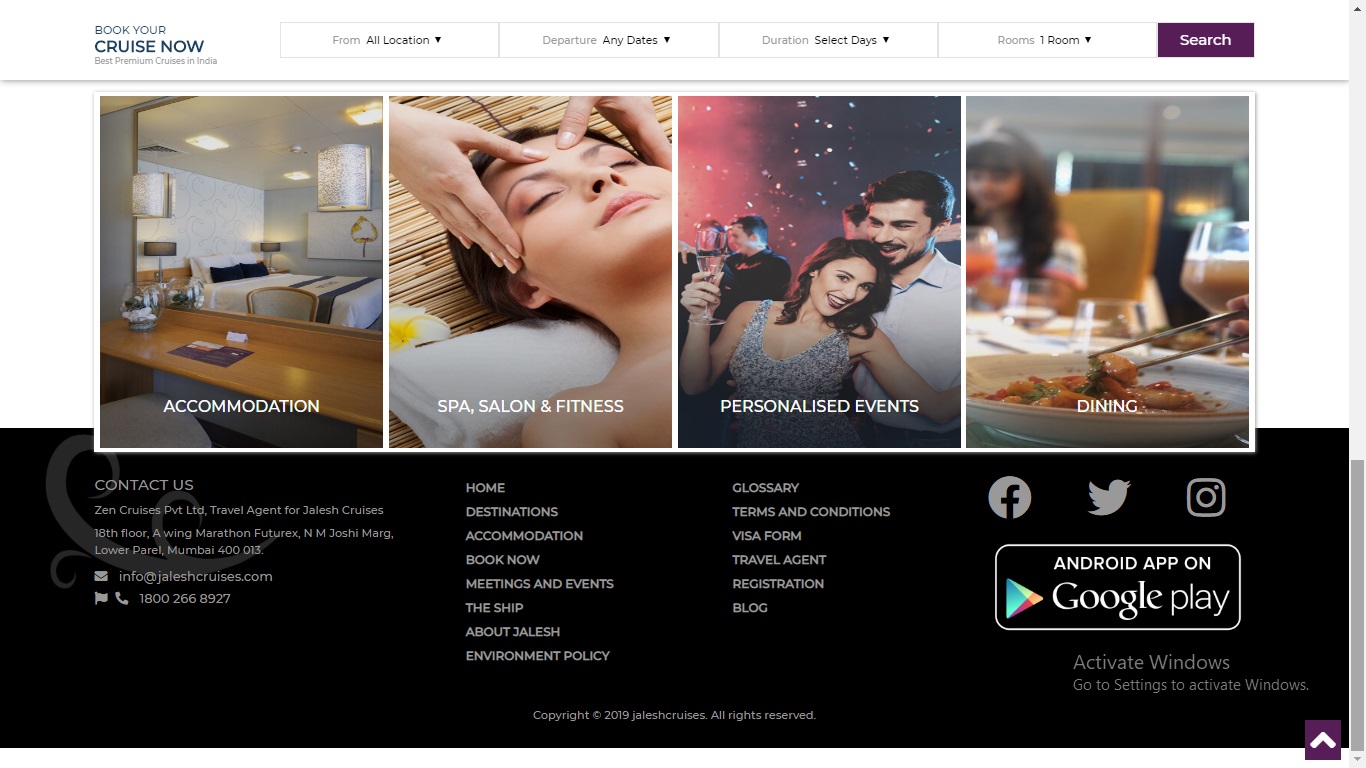 BOOK YOUR
CRUISE NOW
Best Premium Cruises in India
From All Location ▼
Departure Any Dates ▼
Duration Select Days ▼
Rooms 1 Room ▼
Search
ACCOMMODATION
SPA, SALON & FITNESS
PERSONALISED EVENTS
DINING
CONTACT US
Zen Cruises Pvt Ltd, Travel Agent for Jalesh Cruises
18th floor, A wing Marathon Futurex, N M Joshi Marg,
Lower Parel, Mumbai 400 013.
info@jaleshcruises.com
1800 266 8927
HOME
DESTINATIONS
ACCOMMODATION
BOOK NOW
MEETINGS AND EVENTS
THE SHIP
ABOUT JALESH
ENVIRONMENT POLICY
GLOSSARY
TERMS AND CONDITIONS
VISA FORM
TRAVEL AGENT
REGISTRATION
BLOG
ANDROID APP ON
Google play
Activate Windows
Go to Settings to activate Windows.
Copyright © 2019 jaleshcruises. All rights reserved.